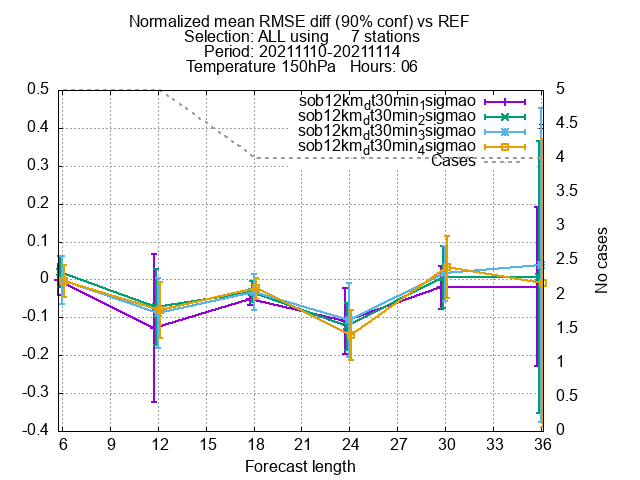 Normalized mean RMSE diff (90% conf) vs REF
Selection: ALL using 7 stations
Period: 20211110-20211114
Temperature 150hPa Hours: 06
sob12km_dt30min_1sigmao
sob12km_dt30min_2sigmao
sob12km_dt30min_3sigmao
sob12km_dt30min_4sigmao
Cases
0.5
0.4
0.3
0.2
0.1
0
-0.1
-0.2
-0.3
-0.4
5
4.5
4
3.5
3
2.5
2
1.5
1
0.5
0
No cases
6 9 12 15 18 21 24 27 30 33 36
Forecast length